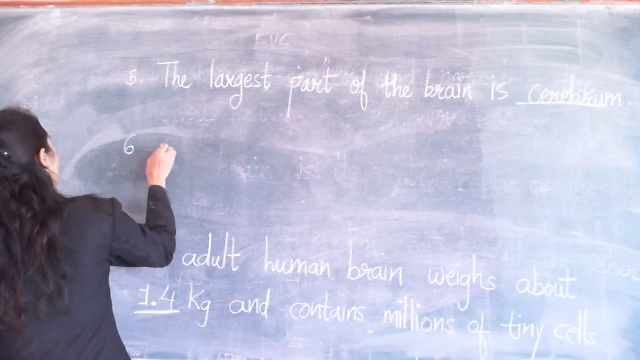 5. The largest part of the brain is cerebrum.
6
adult human brain weighs about
1.4 Kg and contains millions of tiny cells